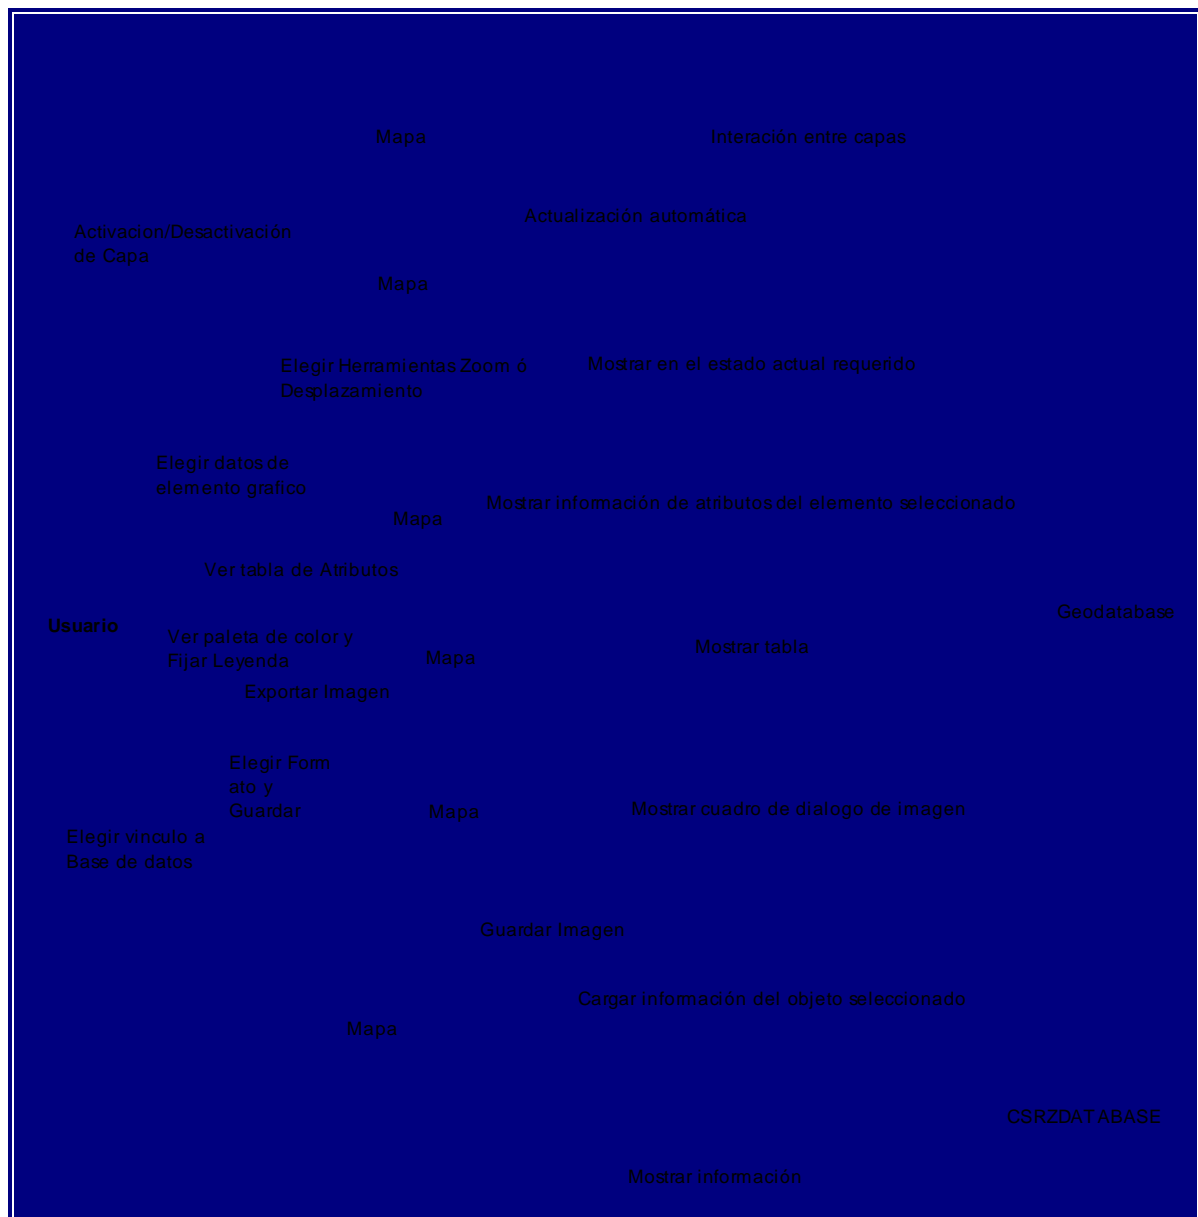 Mapa
Interación entre capas
Actualización automática
Activacion/Desactivación
de Capa
Mapa
Elegir Herramientas Zoom ó
Desplazamiento
Mostrar en el estado actual requerido
Elegir datos de
elemento grafico
Mostrar información de atributos del elemento seleccionado
Mapa
Ver tabla de Atributos
Geodatabase
Usuario
Ver paleta de color y
Fijar Leyenda
Mostrar tabla
Mapa
Exportar imagen
Elegir Form
ato y
Guardar
Mapa
Mostrar cuadro de dialogo de imagen
Elegir vinculo a
Base de datos
Guardar Imagen
Cargar información del objeto seleccionado
Mapa
CSRZDATABASE
Mostrar información